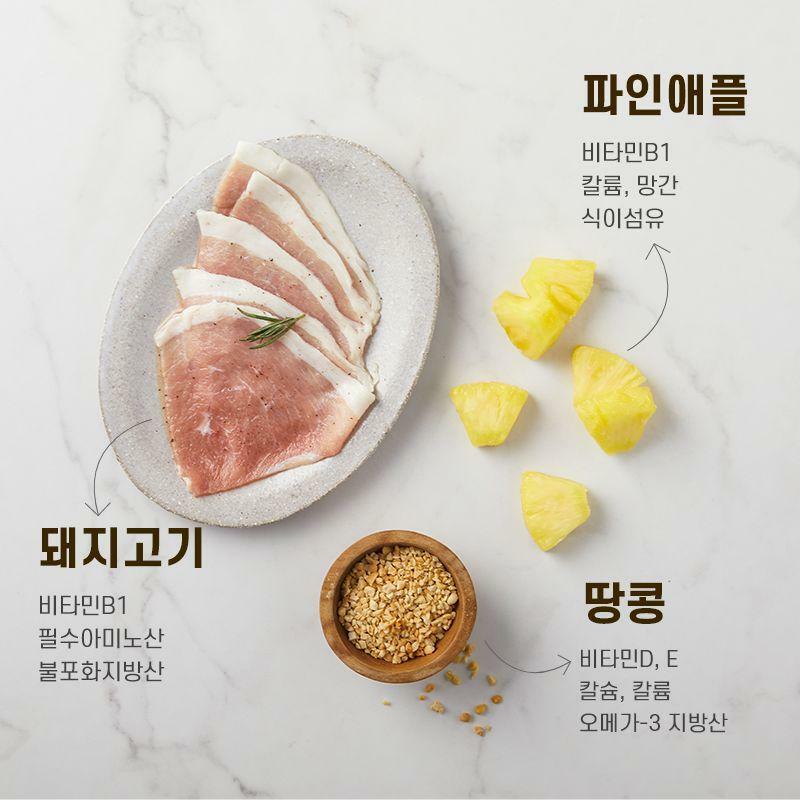 파인애플
비타민B1
칼륨, 망간
식이섬유
돼지고기
비타민B1
필수아미노산
불포화지방산
땅콩
비타민D, E
칼슘, 칼륨
오메가-3 지방산